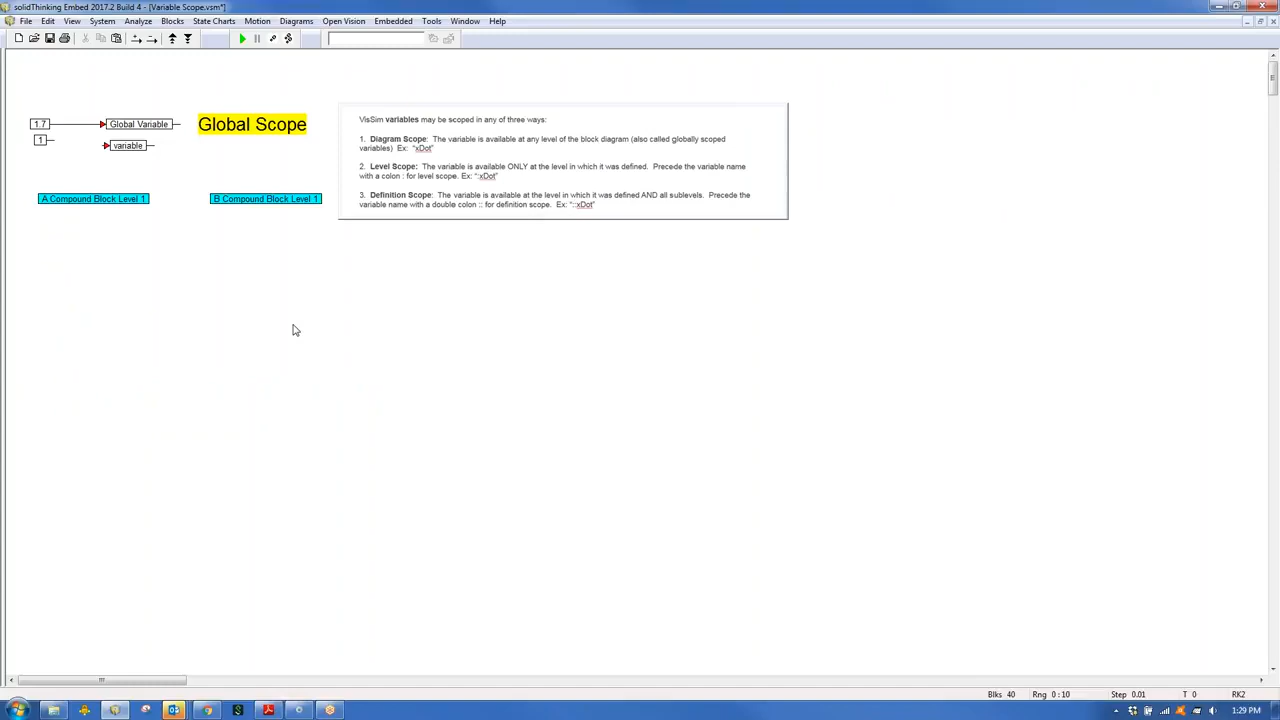 solidThinking Embed 2017.2 Build 4 - [Variable Scope.vsm*]
File Edit View System Analyze Blocks State Charts Motion Diagrams Open Vision Embedded Tools Window Help
1.7 Global Variable
1 variable
Global Scope
A Compound Block Level 1
B Compound Block Level 1
VisSim variables may be scoped in any of three ways:
1. Diagram Scope: The variable is available at any level of the block diagram (also called globally scoped
variables) Ex: "xDot"
2. Level Scope: The variable is available ONLY at the level in which it was defined. Precede the variable name
with a colon : for level scope. Ex: ":xDot"
3. Definition Scope: The variable is available at the level in which it was defined AND all sublevels. Precede the
variable name with a double colon :: for definition scope. Ex: "::xDot"
Blks 40 Rng 0 : 10 Step 0.01 T 0 RK2
1:29 PM